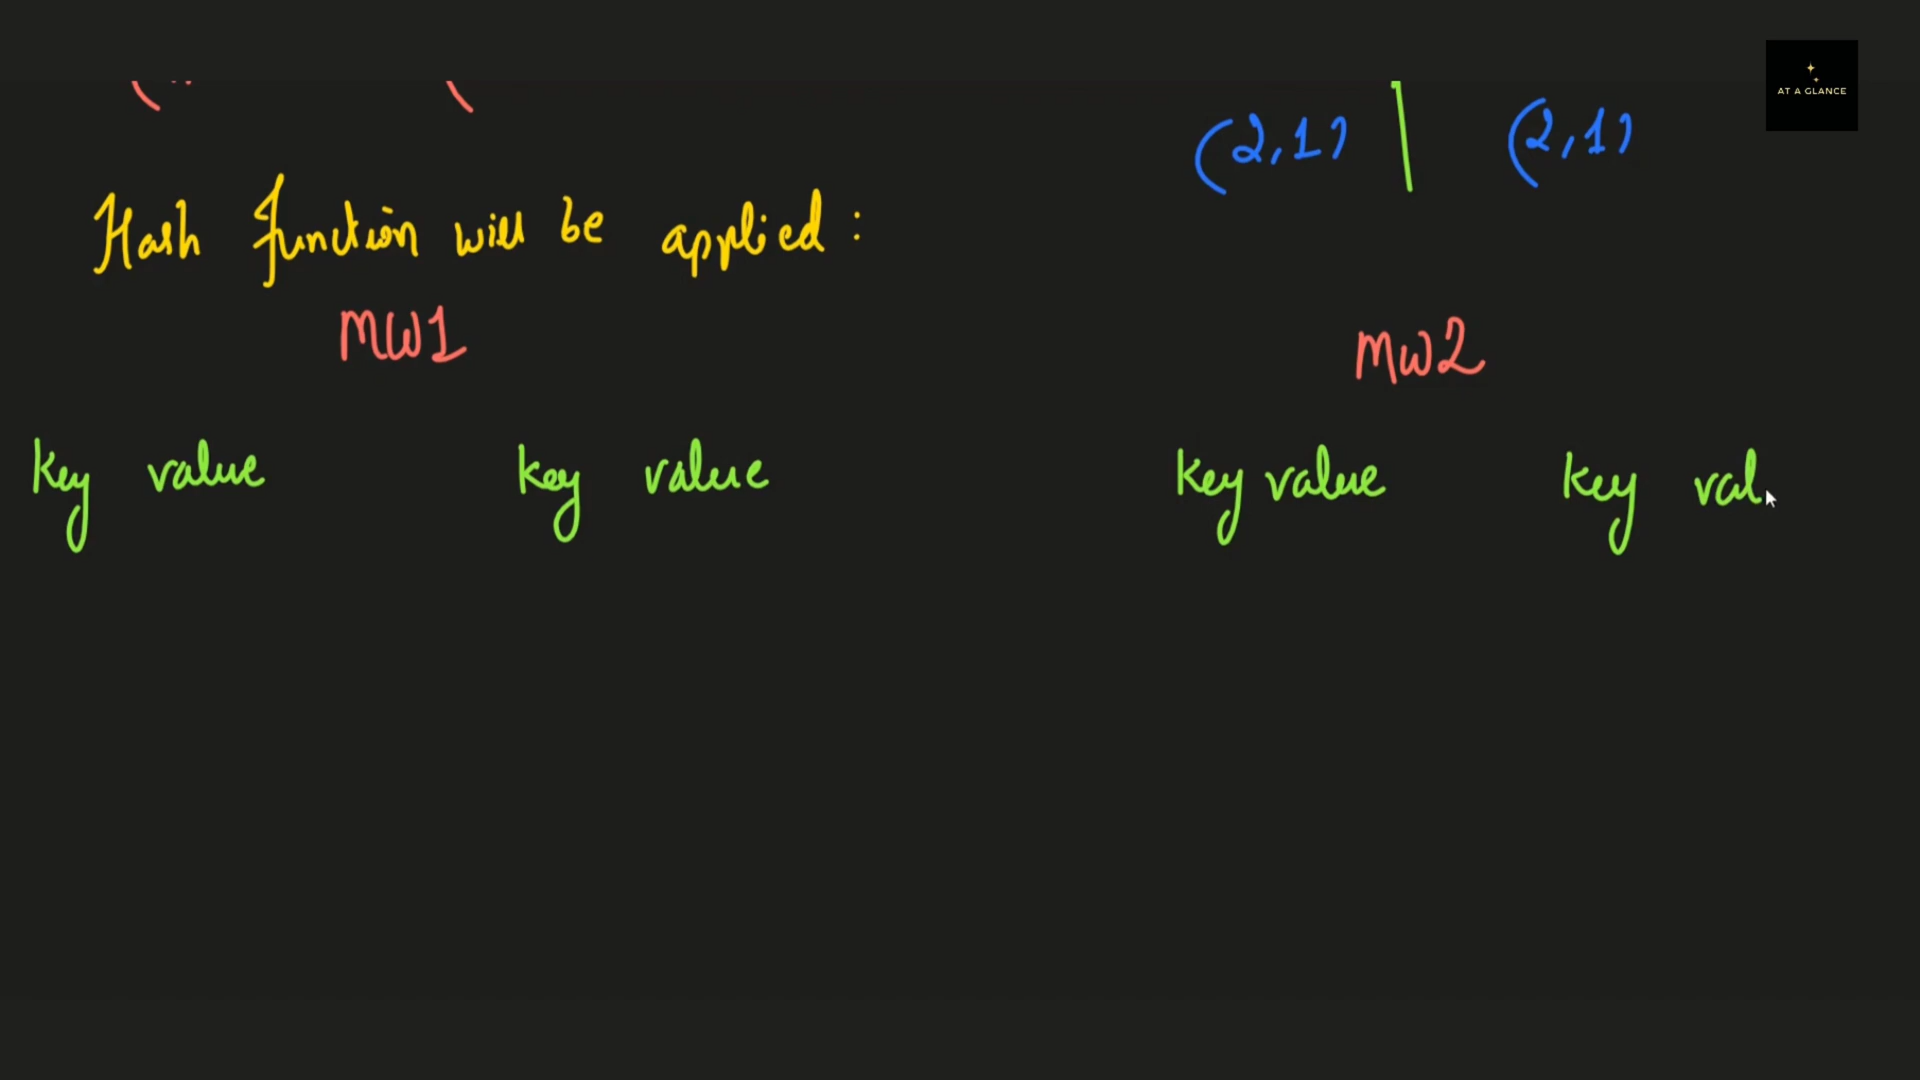 AT A GLANCE
(2,1) (2,1)
Hash function will be applied :
MW1 MW2
key value key value key value key val